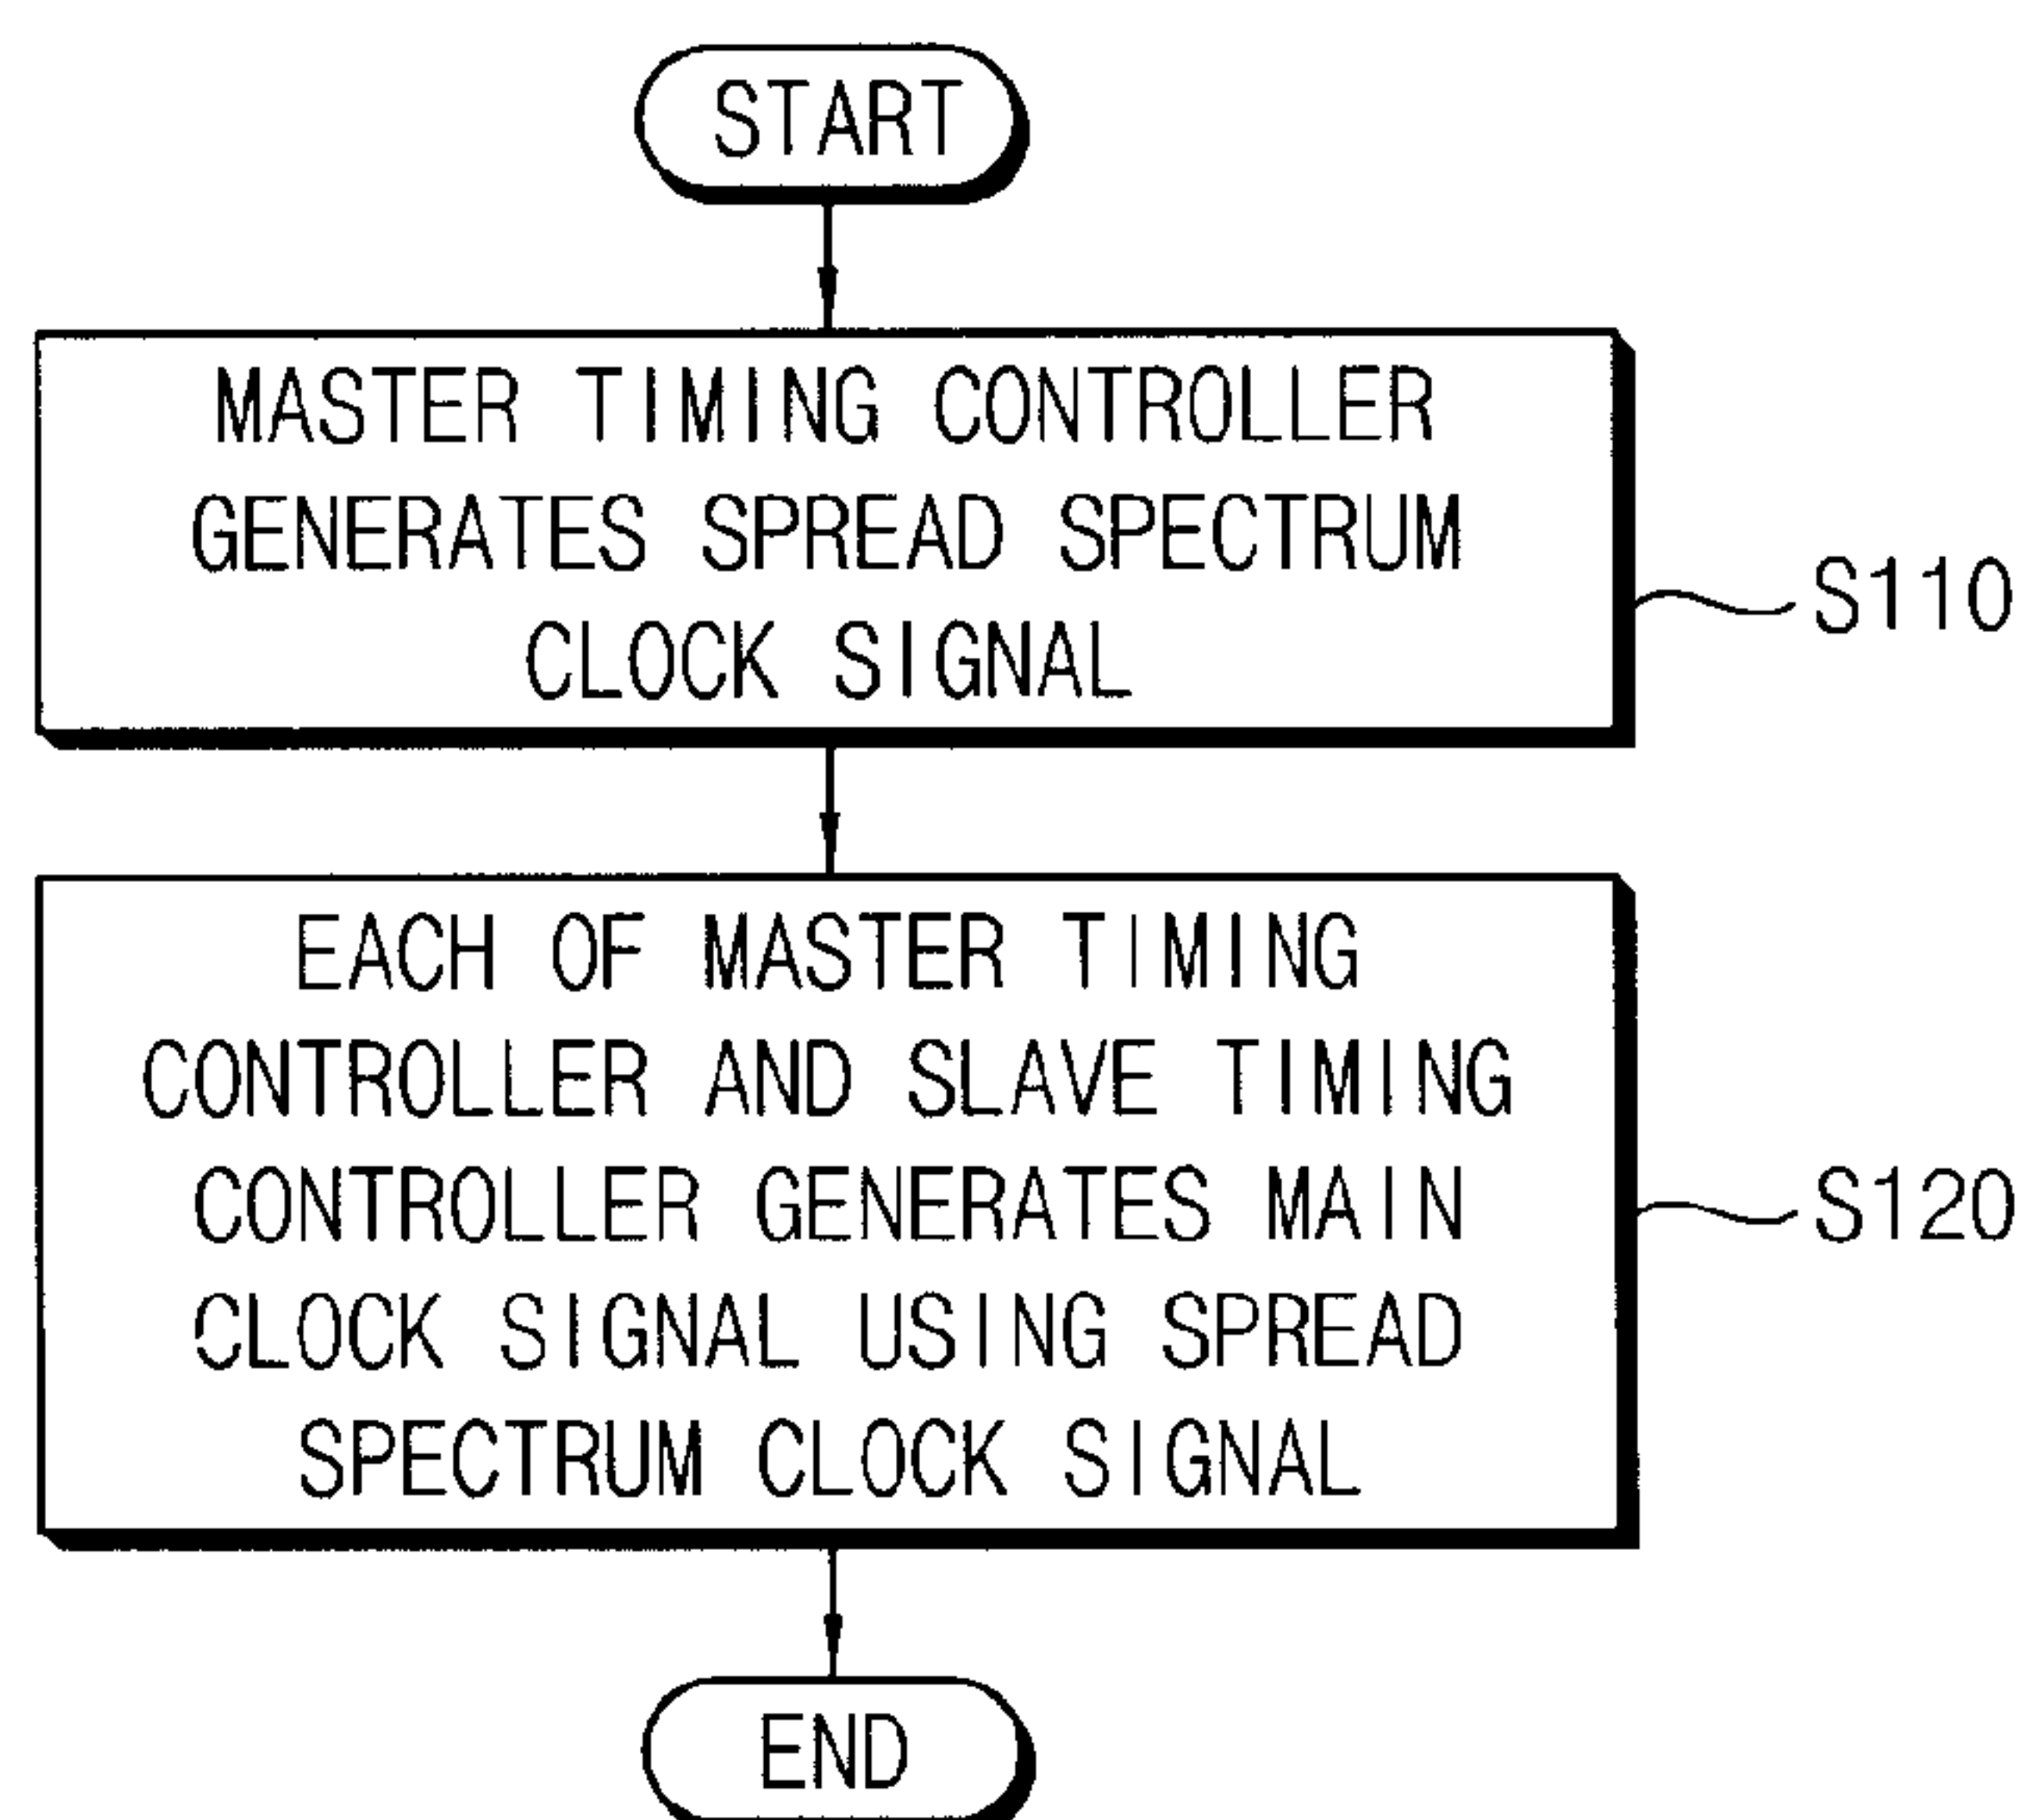 START
MASTER TIMING CONTROLLER
GENERATES SPREAD SPECTRUM
CLOCK SIGNAL
S110
EACH OF MASTER TIMING
CONTROLLER AND SLAVE TIMING
CONTROLLER GENERATES MAIN
CLOCK SIGNAL USING SPREAD
SPECTRUM CLOCK SIGNAL
S120
END